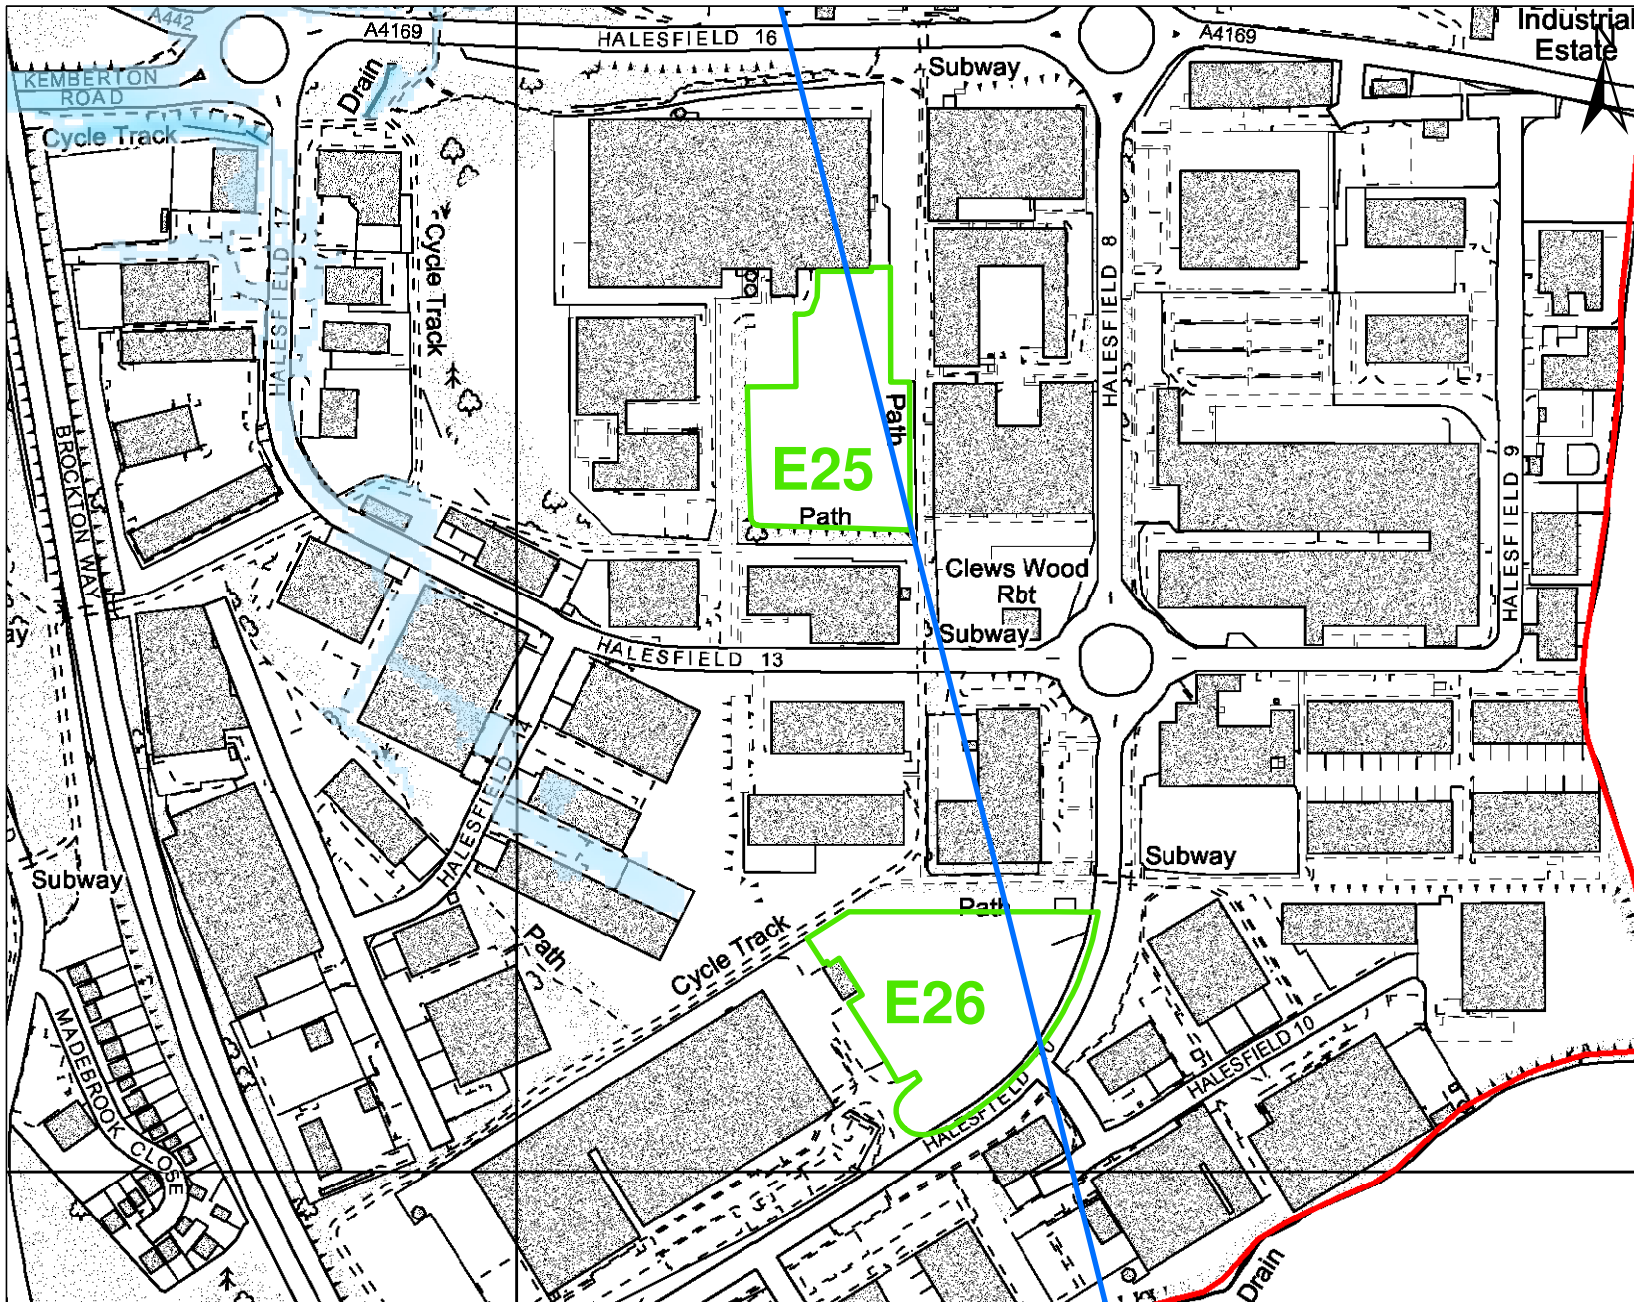 A442
A4169
HALESFIELD 16
A4169
Industrial
Estate
N
KEMBERTON
ROAD
Drain
Subway
Cycle Track
HALESFIELD 17
Cycle Track
HALESFIELD 8
Path
E25
Path
BROCKTON WAY
HALESFIELD 9
Clews Wood
Rbt
Subway
HALESFIELD 13
HALESFIELD 14
Subway
Subway
Path
Cycle Track
Path
E26
HALESFIELD 10
HALESFIELD
MADEBROOK CLOSE
Drain